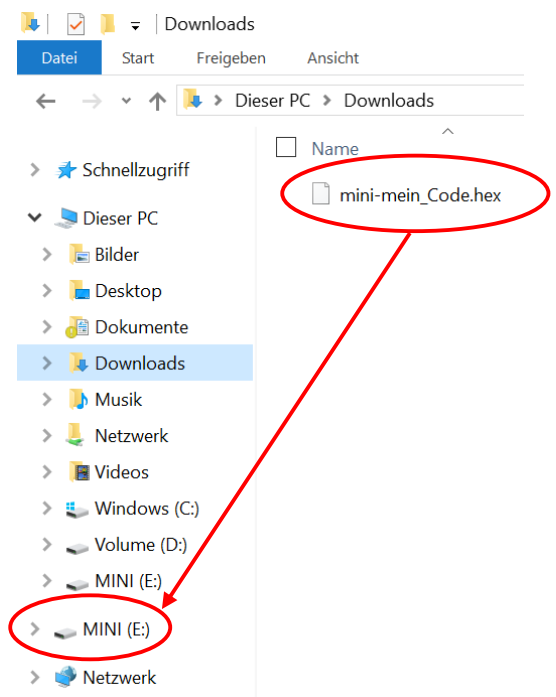 Downloads
Datei Start Freigeben Ansicht
Dieser PC > Downloads
Name
mini-mein_Code.hex
Schnellzugriff
Dieser PC
Bilder
Desktop
Dokumente
Downloads
Musik
Netzwerk
Videos
Windows (C:)
Volume (D:)
MINI (E:)
MINI (E:)
Netzwerk